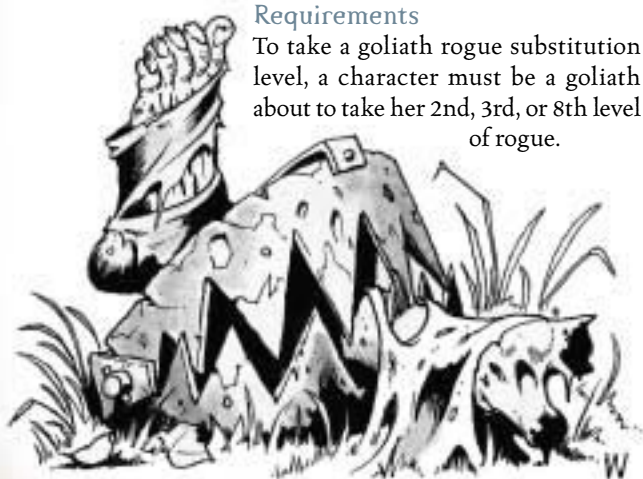 Requirements
To take a goliath rogue substitution
level, a character must be a goliath
about to take her 2nd, 3rd, or 8th level
of rogue.
W